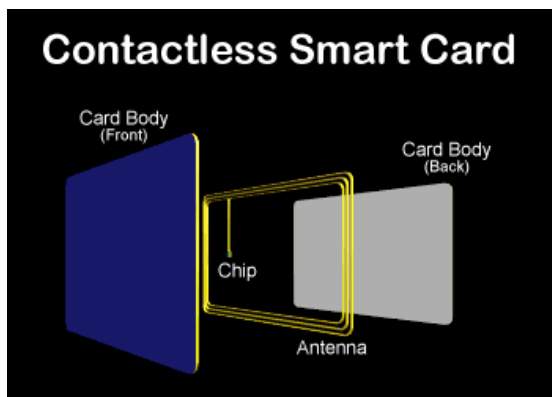 Contactless Smart Card
Card Body
(Front)
Card Body
(Back)
Chip
Antenna